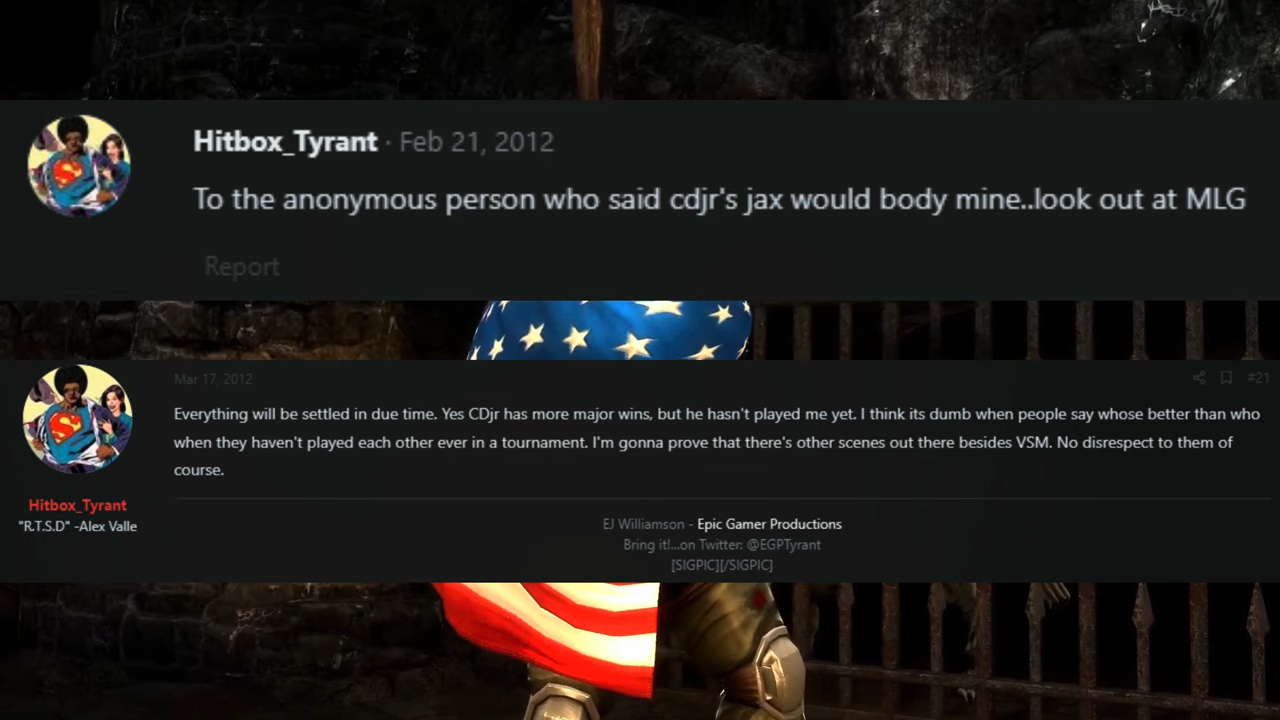 Hitbox_Tyrant · Feb 21, 2012
To the anonymous person who said cdjr's jax would body mine..look out at MLG
Report
Mar 17, 2012
#21
Everything will be settled in due time. Yes CDjr has more major wins, but he hasn't played me yet. I think its dumb when people say whose better than who
when they haven't played each other ever in a tournament. I'm gonna prove that there's other scenes out there besides VSM. No disrespect to them of
course.
Hitbox_Tyrant
"R.T.S.D" -Alex Valle
EJ Williamson - Epic Gamer Productions
Bring it!...on Twitter: @EGPTyrant
[SIGPIC][/SIGPIC]